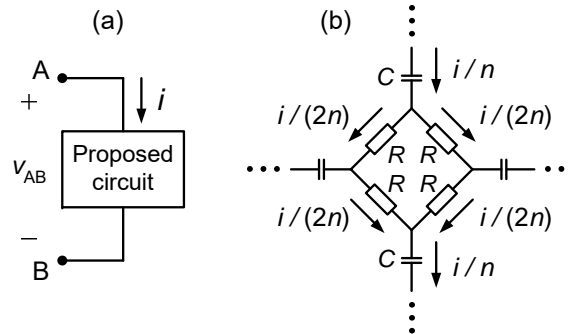 (a)
A
+
i
v_AB
Proposed
circuit
−
B
(b)
C
i / n
i / (2n)
i / (2n)
R
R
R
R
i / (2n)
i / (2n)
C
i / n